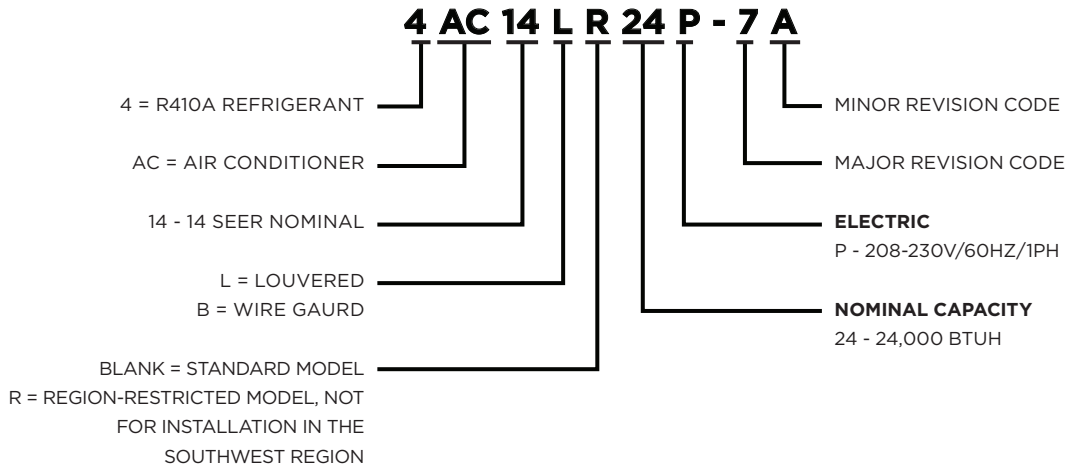 4 AC 14 L R 24 P - 7 A
4 = R410A REFRIGERANT
AC = AIR CONDITIONER
14 - 14 SEER NOMINAL
L = LOUVERED
B = WIRE GAURD
BLANK = STANDARD MODEL
R = REGION-RESTRICTED MODEL, NOT
FOR INSTALLATION IN THE
SOUTHWEST REGION
MINOR REVISION CODE
MAJOR REVISION CODE
ELECTRIC
P - 208-230V/60HZ/1PH
NOMINAL CAPACITY
24 - 24,000 BTUH